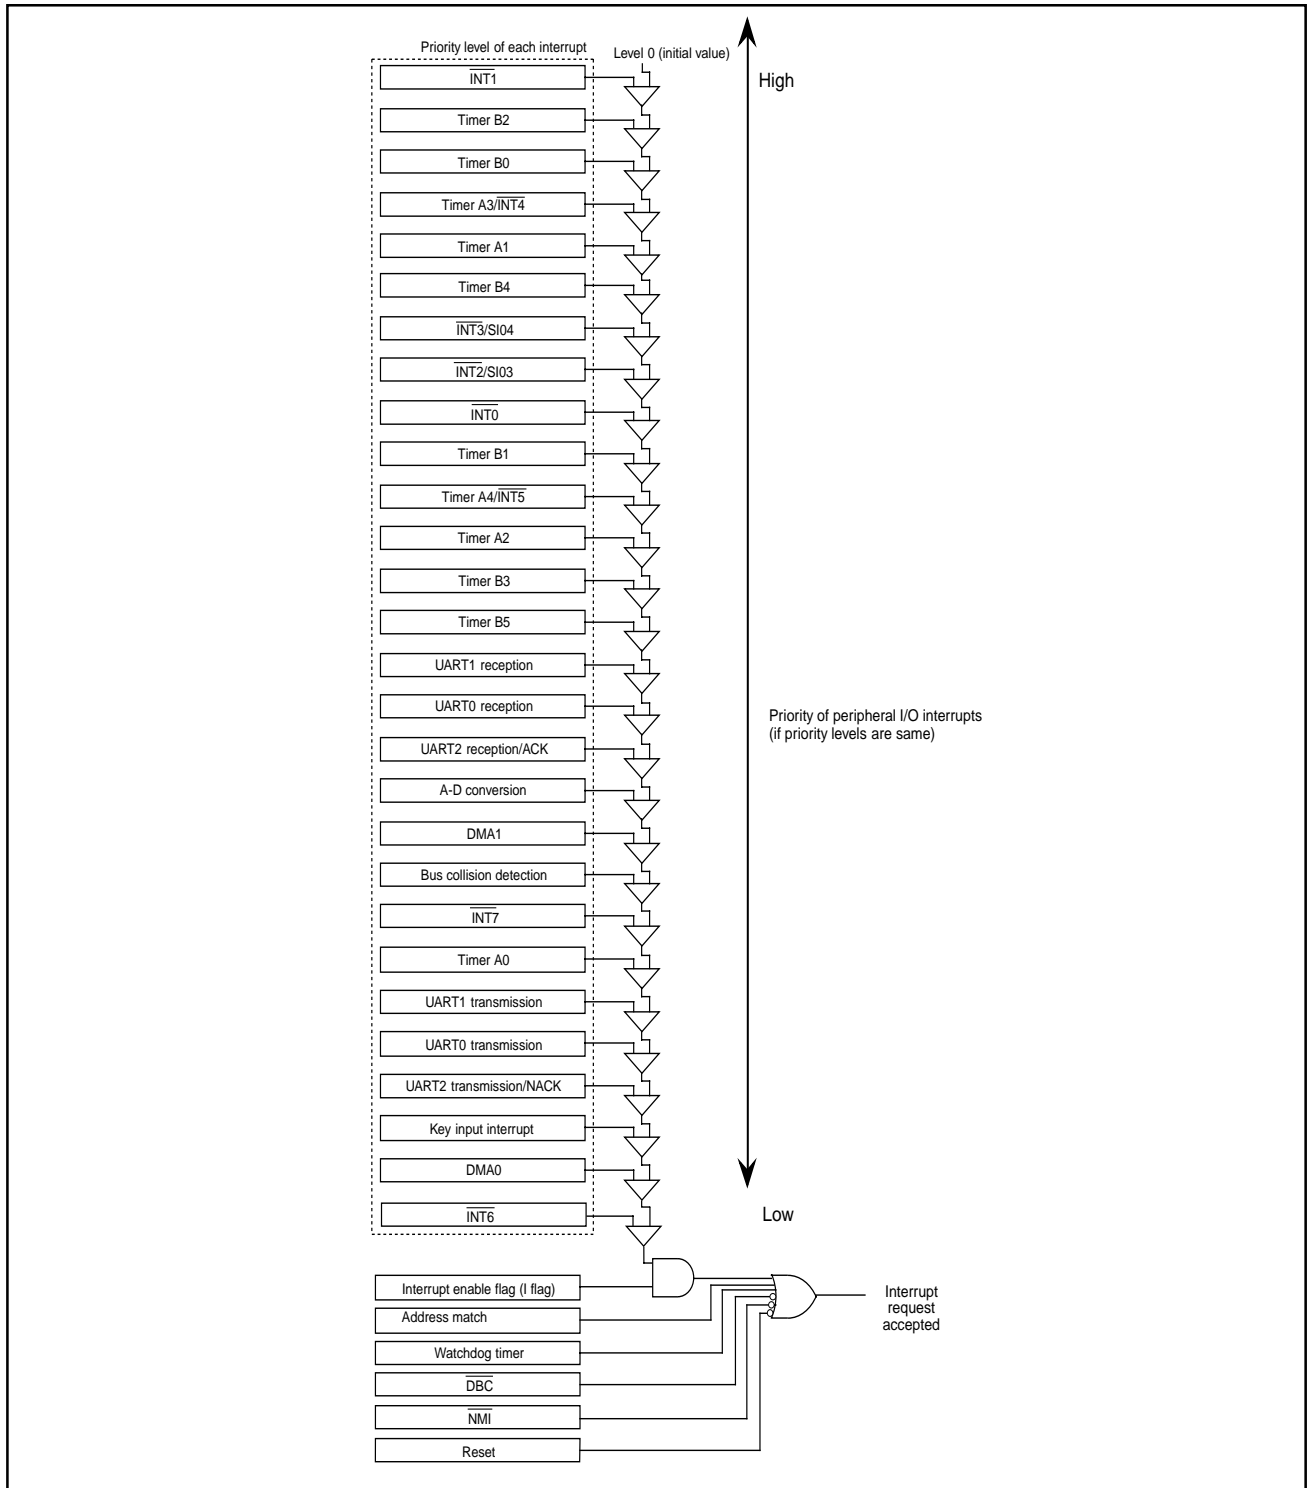 Priority level of each interrupt
Level 0 (initial value)
High
INT1
Timer B2
Timer B0
Timer A3/INT4
Timer A1
Timer B4
INT3/SI04
INT2/SI03
INT0
Timer B1
Timer A4/INT5
Timer A2
Timer B3
Timer B5
UART1 reception
UART0 reception
Priority of peripheral I/O interrupts
(if priority levels are same)
UART2 reception/ACK
A-D conversion
DMA1
Bus collision detection
INT7
Timer A0
UART1 transmission
UART0 transmission
UART2 transmission/NACK
Key input interrupt
DMA0
INT6
Low
Interrupt enable flag (I flag)
Address match
Watchdog timer
DBC
NMI
Reset
Interrupt
request
accepted